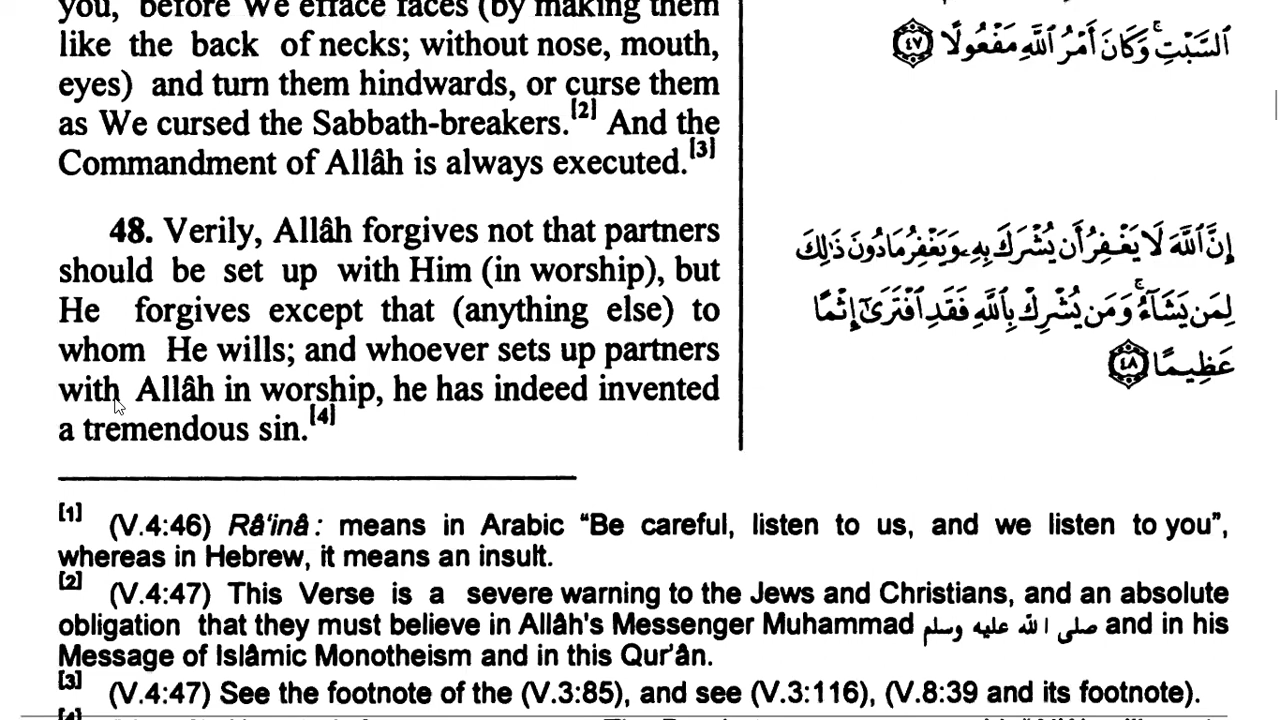 you, before We efface faces (by making them
like the back of necks; without nose, mouth,
eyes) and turn them hindwards, or curse them
as We cursed the Sabbath-breakers.[2] And the
Commandment of Allâh is always executed.[3]
48. Verily, Allâh forgives not that partners
should be set up with Him (in worship), but
He forgives except that (anything else) to
whom He wills; and whoever sets up partners
with Allâh in worship, he has indeed invented
a tremendous sin.[4]
ٱلسَّبْتِ ۚ وَكَانَ أَمْرُ ٱللَّهِ مَفْعُولًا ﴿٤٧﴾
إِنَّ ٱللَّهَ لَا يَغْفِرُ أَن يُشْرَكَ بِهِۦ وَيَغْفِرُ مَا دُونَ ذَٰلِكَ
لِمَن يَشَآءُ ۚ وَمَن يُشْرِكْ بِٱللَّهِ فَقَدِ ٱفْتَرَىٰٓ إِثْمًا
عَظِيمًا ﴿٤٨﴾
[1] (V.4:46) Râ'inâ: means in Arabic “Be careful, listen to us, and we listen to you”,
whereas in Hebrew, it means an insult.
[2] (V.4:47) This Verse is a severe warning to the Jews and Christians, and an absolute
obligation that they must believe in Allâh's Messenger Muhammad صلى الله عليه وسلم and in his
Message of Islâmic Monotheism and in this Qur'ân.
[3] (V.4:47) See the footnote of the (V.3:85), and see (V.3:116), (V.8:39 and its footnote).